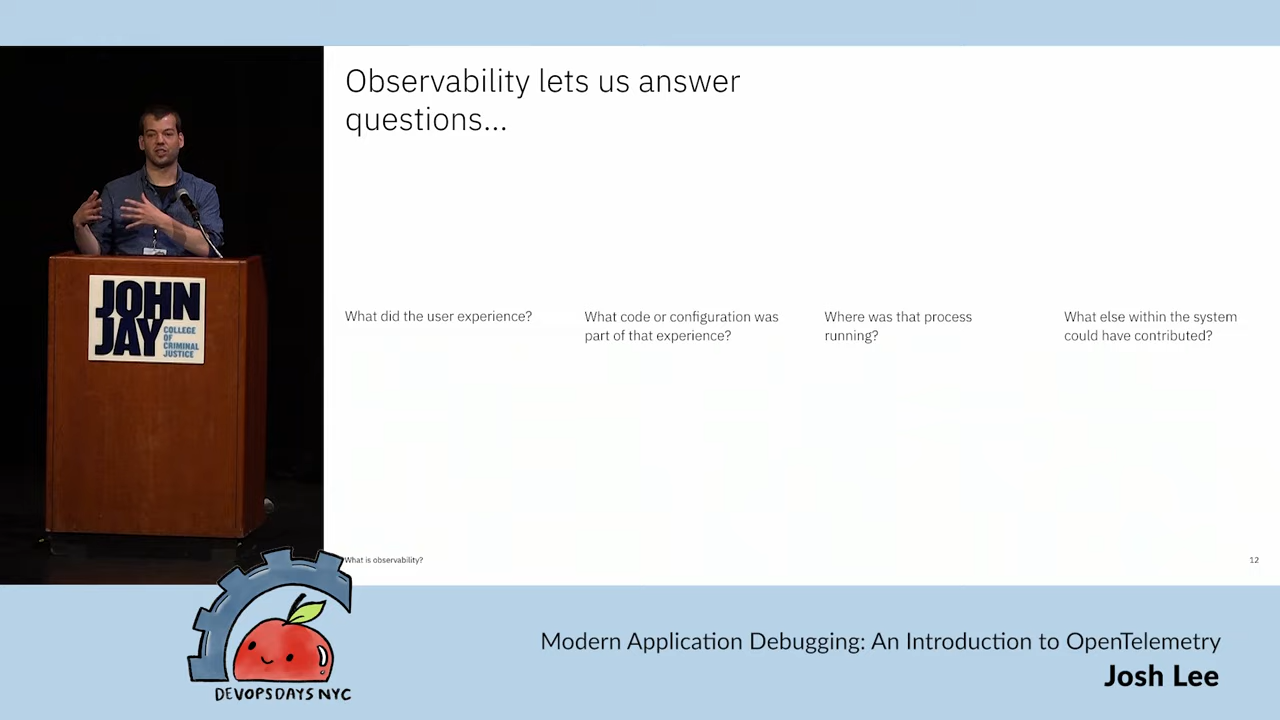 Observability lets us answer
questions...
What did the user experience?
What code or configuration was
part of that experience?
Where was that process
running?
What else within the system
could have contributed?
What is observability?
12
JOHN
JAY
COLLEGE
OF
CRIMINAL
JUSTICE
DEVOPSDAYS NYC
Modern Application Debugging: An Introduction to OpenTelemetry
Josh Lee